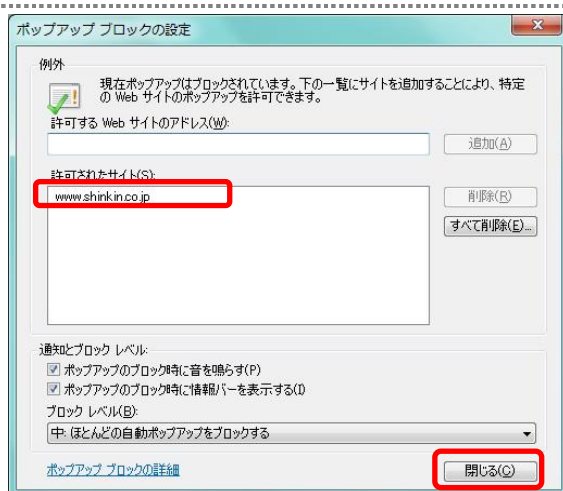 ポップアップ ブロックの設定
例外
現在ポップアップはブロックされています。下の一覧にサイトを追加することにより、特定
の Web サイトのポップアップを許可できます。
許可する Web サイトのアドレス(W):
追加(A)
許可されたサイト(S):
www.shinkin.co.jp
削除(R)
すべて削除(E)...
通知とブロック レベル:
ポップアップのブロック時に音を鳴らす(P)
ポップアップのブロック時に情報バーを表示する(I)
ブロック レベル(B):
中: ほとんどの自動ポップアップをブロックする
ポップアップ ブロックの詳細
閉じる(C)